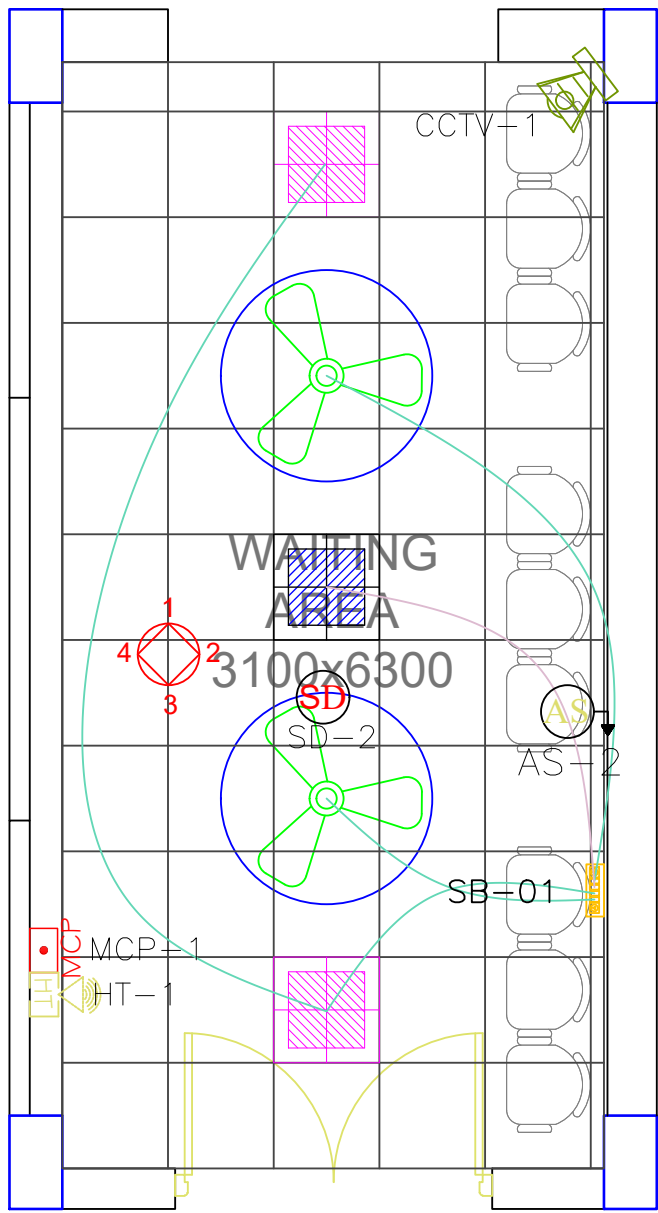 CCTV-1
WAITING
AREA
3100x6300
1
4
2
3
SD
SD-2
AS
AS-2
SB-01
MCP
MCP-1
HT
HT-1